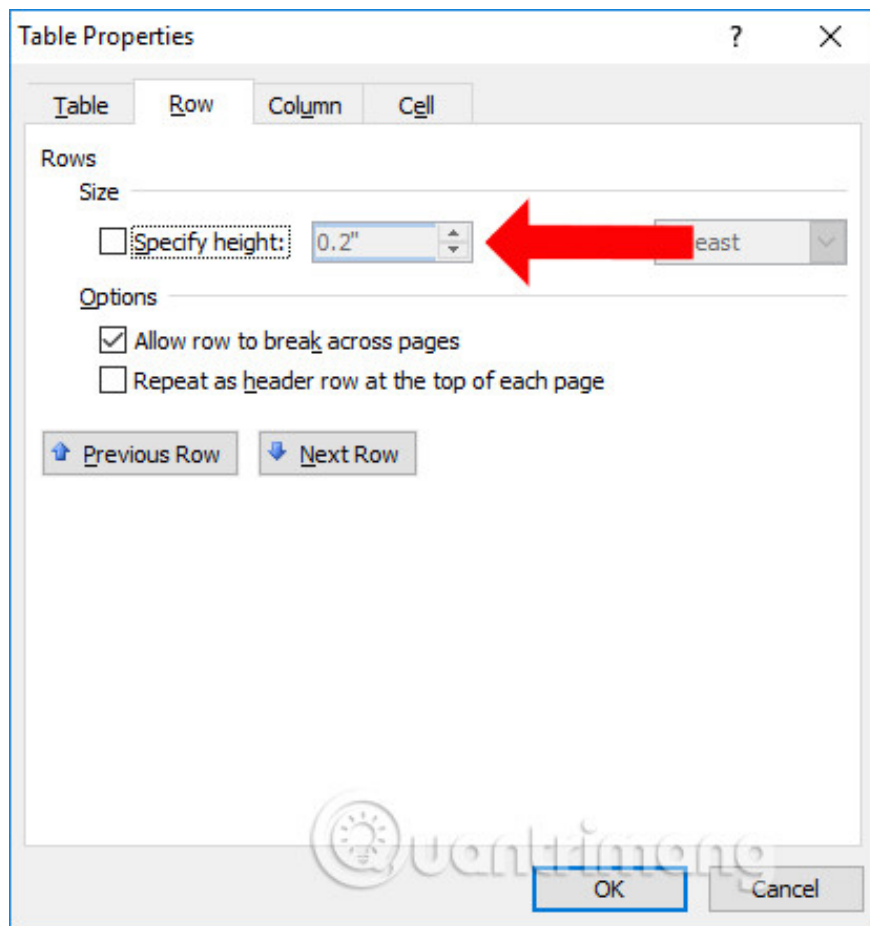 Table Properties ?
Table Row Column Cell
Rows
Size
Specify height: 0.2" east
Options
Allow row to break across pages
Repeat as header row at the top of each page
Previous Row Next Row
Quantrimang
OK Cancel